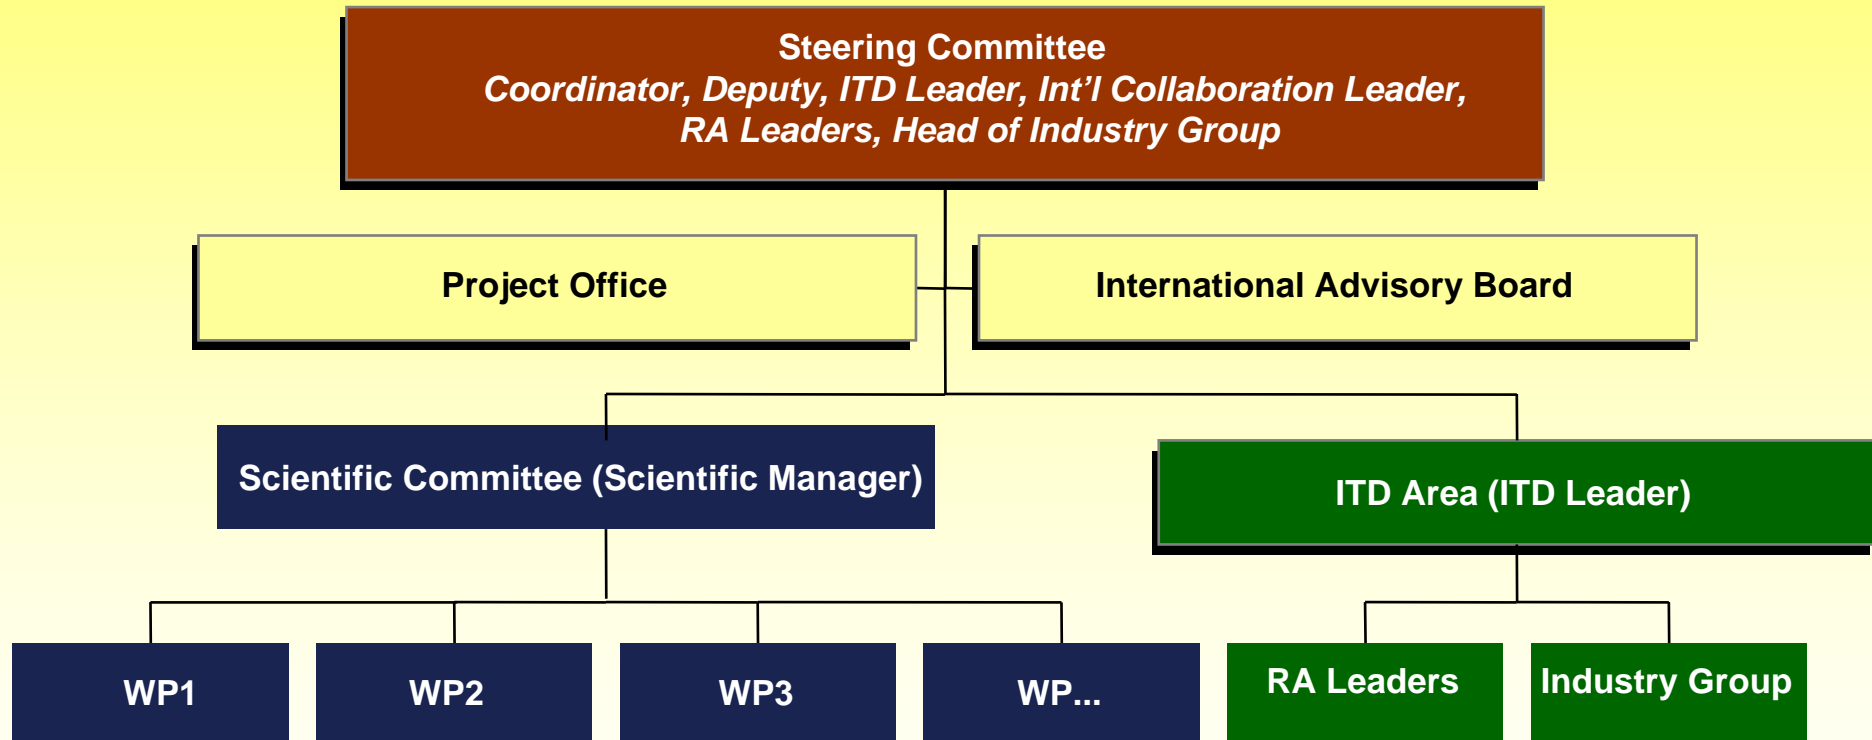 Steering Committee
Coordinator, Deputy, ITD Leader, Int'l Collaboration Leader,
RA Leaders, Head of Industry Group
Project Office
International Advisory Board
Scientific Committee (Scientific Manager)
ITD Area (ITD Leader)
WP1
WP2
WP3
WP...
RA Leaders
Industry Group